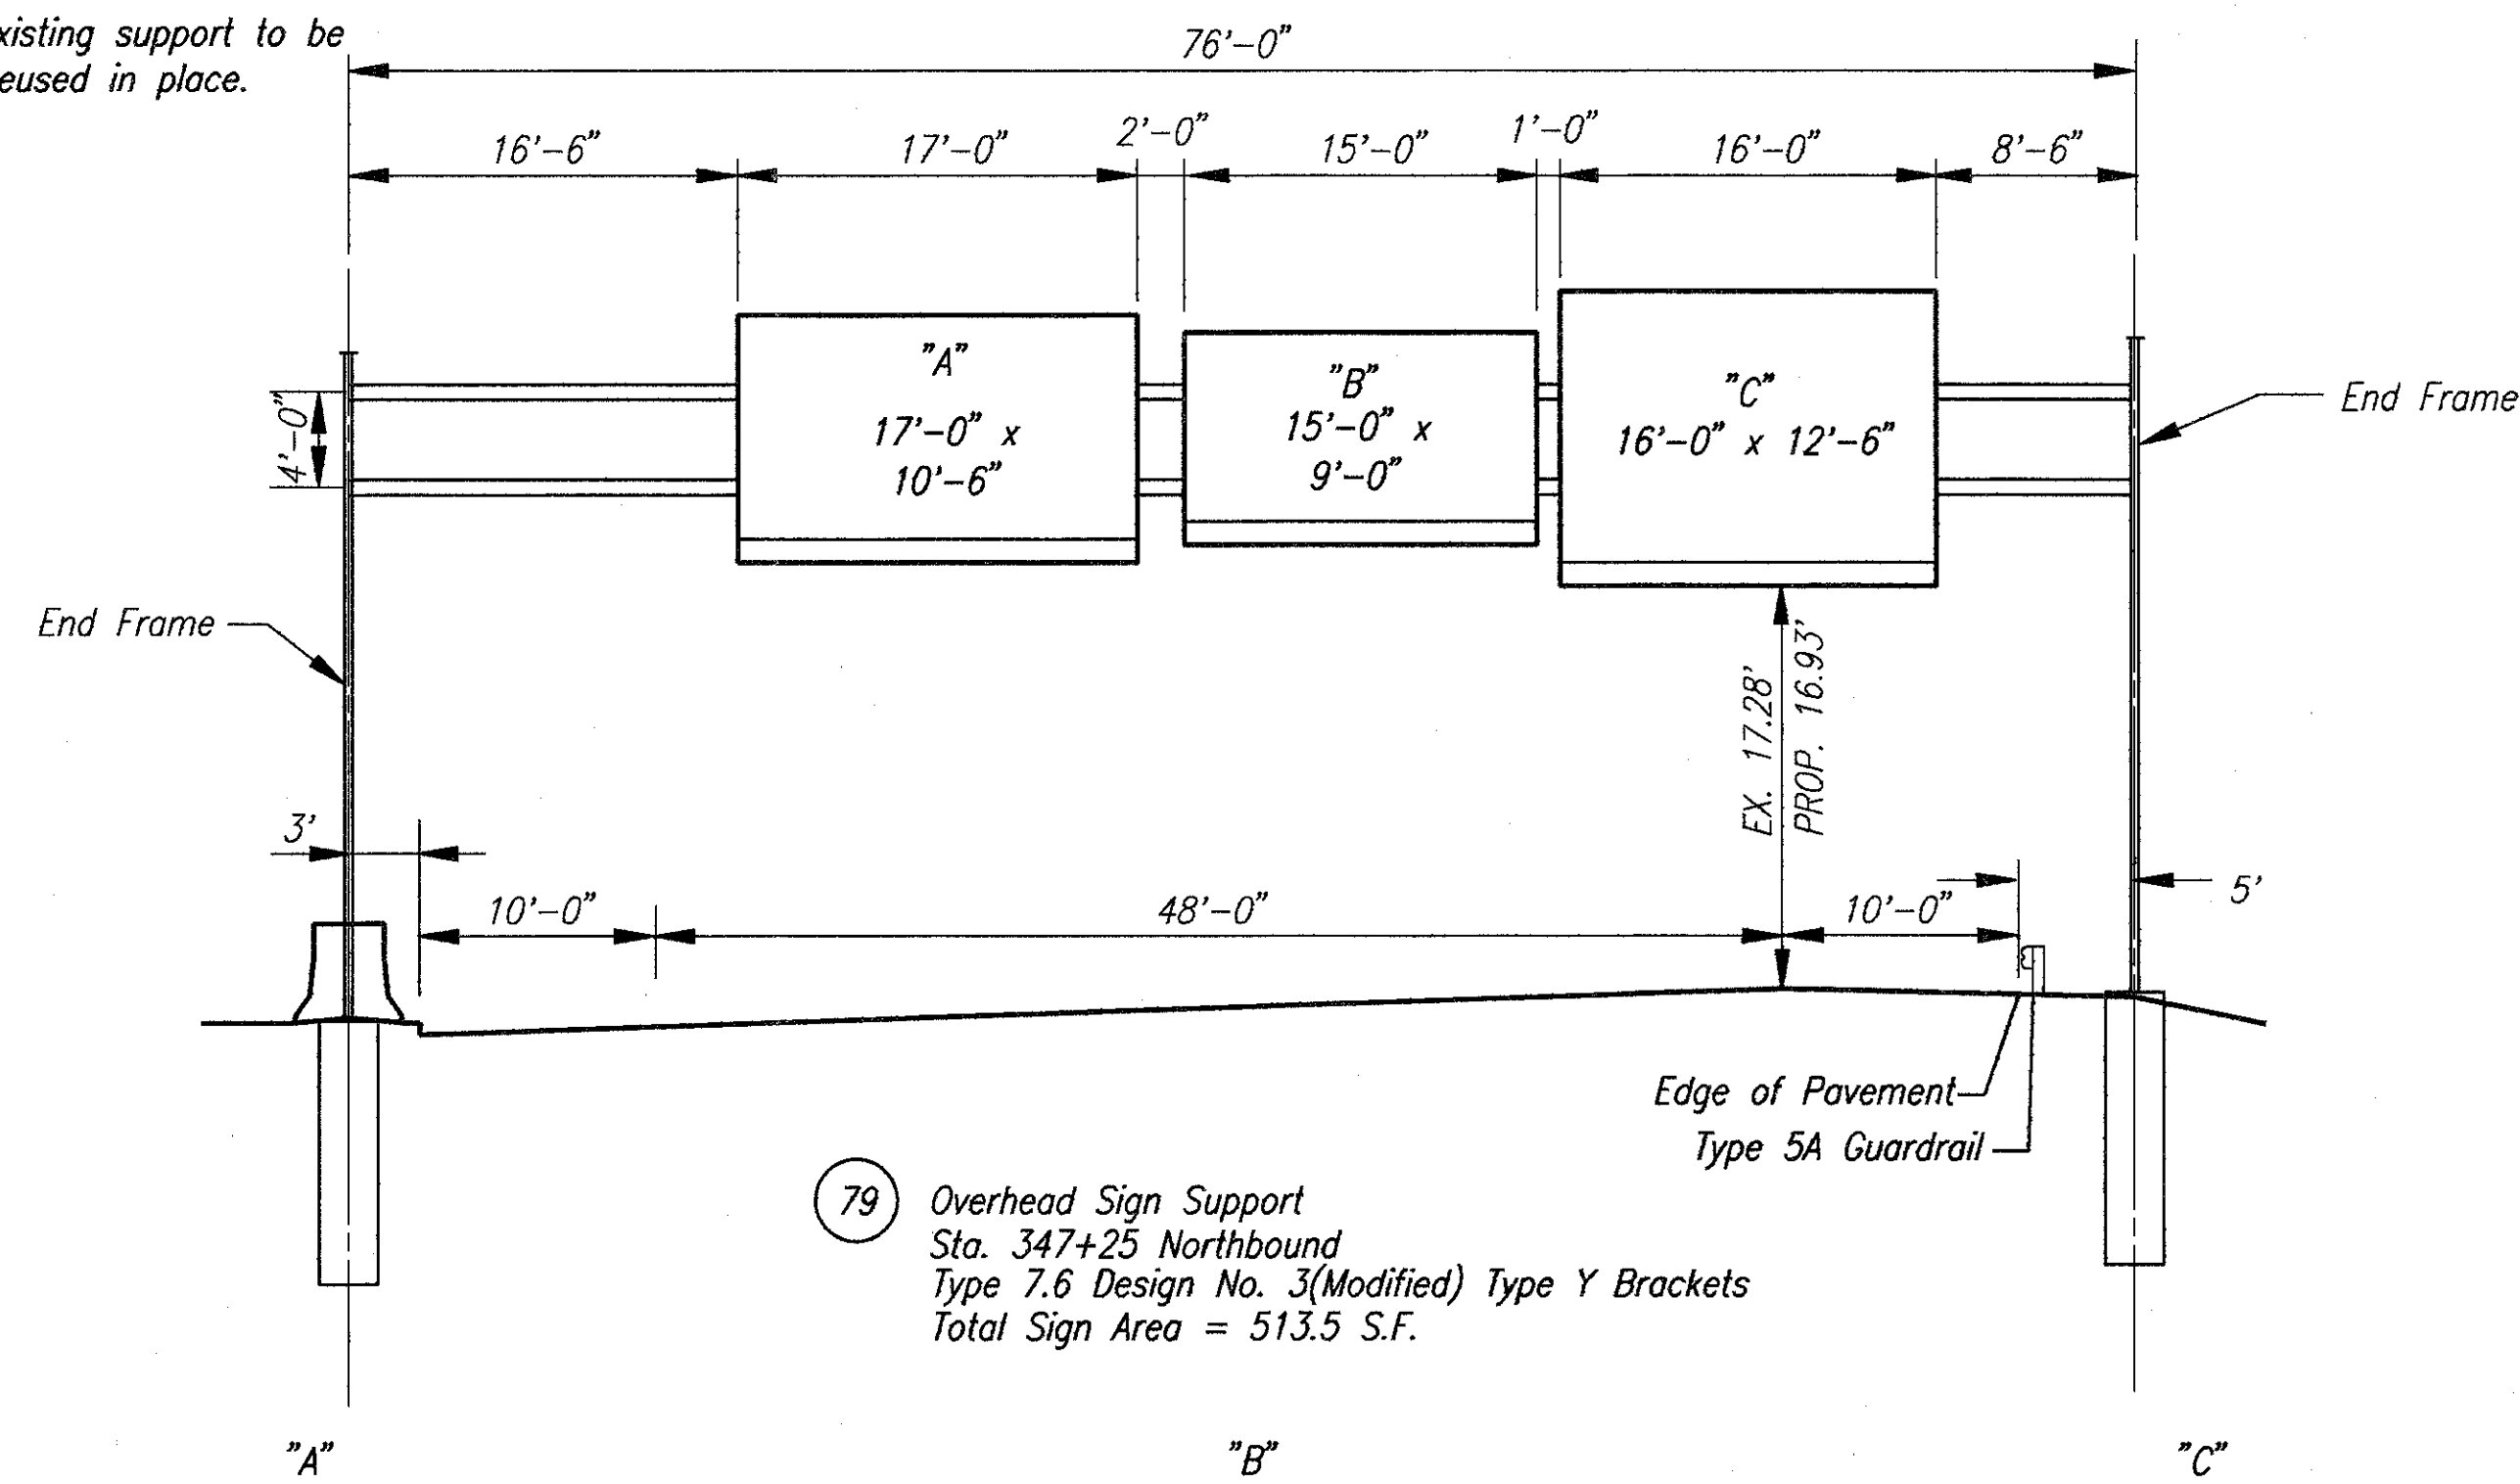 xisting support to be
eused in place.
76'-0"
16'-6" 17'-0" 2'-0" 15'-0" 1'-0" 16'-0" 8'-6"
"A"
17'-0" x
10'-6"
"B"
15'-0" x
9'-0"
"C"
16'-0" x 12'-6"
4'-0"
End Frame
End Frame
EX. 17.28'
PROP. 16.93'
3'
10'-0" 48'-0" 10'-0" 5'
Edge of Pavement
Type 5A Guardrail
79 Overhead Sign Support
Sta. 347+25 Northbound
Type 7.6 Design No. 3(Modified) Type Y Brackets
Total Sign Area = 513.5 S.F.
"A" "B" "C"